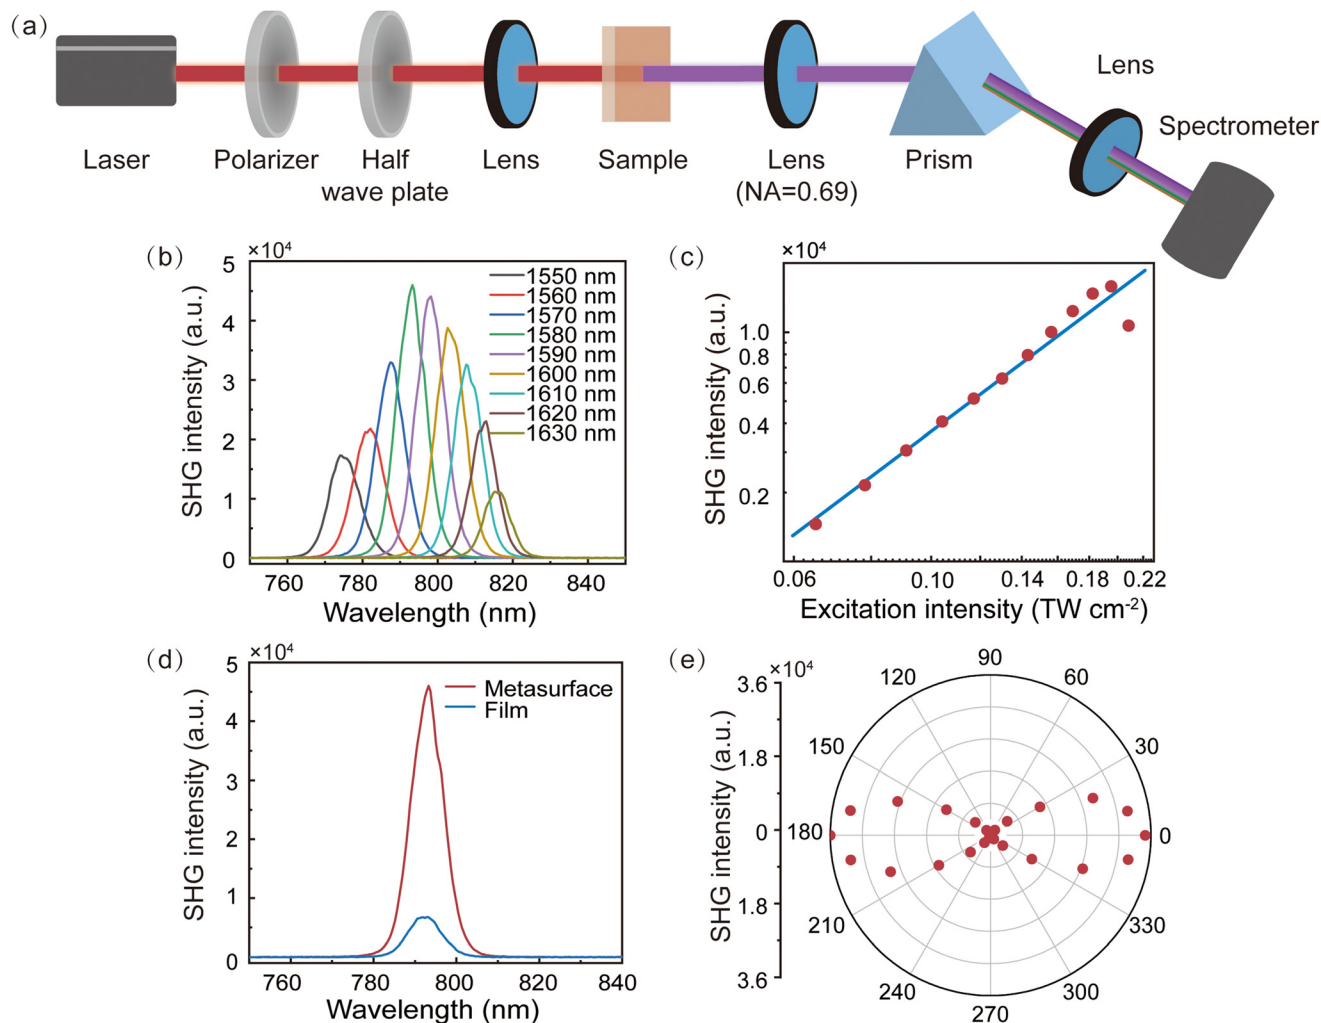 (a)
Laser
Polarizer
Half
wave plate
Lens
Sample
Lens
(NA=0.69)
Prism
Lens
Spectrometer
(b)
×10⁴
SHG intensity (a.u.)
5
4
3
2
1
0
760 780 800 820 840
Wavelength (nm)
1550 nm
1560 nm
1570 nm
1580 nm
1590 nm
1600 nm
1610 nm
1620 nm
1630 nm
(c)
×10⁴
SHG intensity (a.u.)
1.0
0.8
0.6
0.4
0.2
0.06 0.10 0.14 0.18 0.22
Excitation intensity (TW cm⁻²)
(d)
×10⁴
SHG intensity (a.u.)
5
4
3
2
1
0
760 780 800 820 840
Wavelength (nm)
Metasurface
Film
(e)
×10⁴
SHG intensity (a.u.)
3.6
1.8
0
1.8
3.6
90
120 60
150 30
180 0
210 330
240 300
270